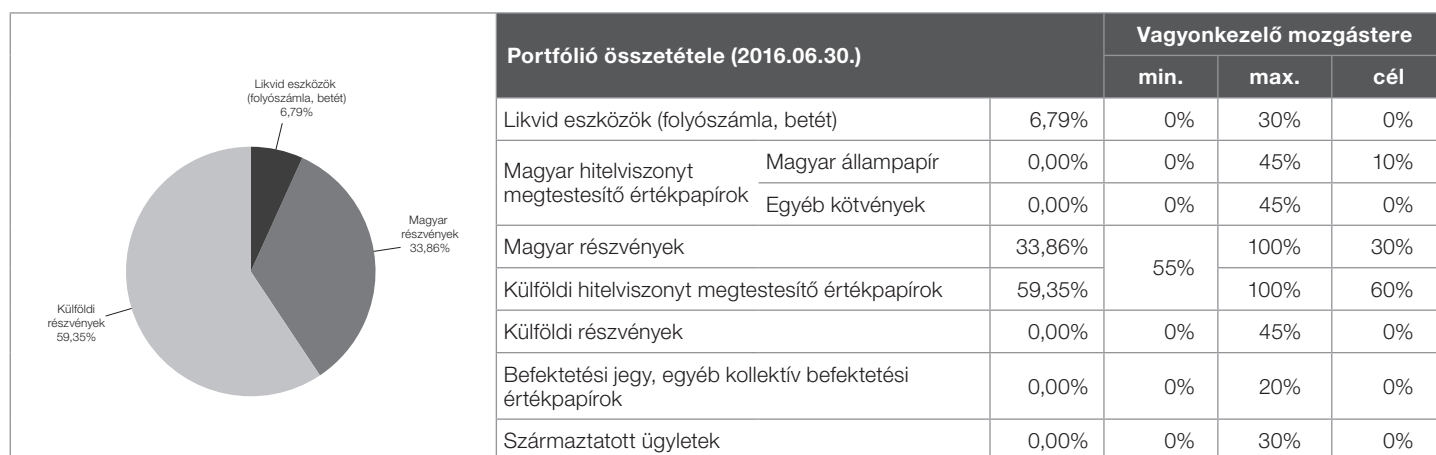 Likvid eszközök
(folyószámla, betét)
6,79%
Magyar
részvények
33,86%
Külföldi
részvények
59,35%
Portfólió összetétele (2016.06.30.) Vagyonkezelő mozgástere
min. max. cél
Likvid eszközök (folyószámla, betét) 6,79% 0% 30% 0%
Magyar hitelviszonyt
megtestesítő értékpapírok
Magyar állampapír 0,00% 0% 45% 10%
Egyéb kötvények 0,00% 0% 45% 0%
Magyar részvények 33,86% 55% 100% 30%
Külföldi hitelviszonyt megtestesítő értékpapírok 59,35% 100% 60%
Külföldi részvények 0,00% 0% 45% 0%
Befektetési jegy, egyéb kollektív befektetési
értékpapírok 0,00% 0% 20% 0%
Származtatott ügyletek 0,00% 0% 30% 0%